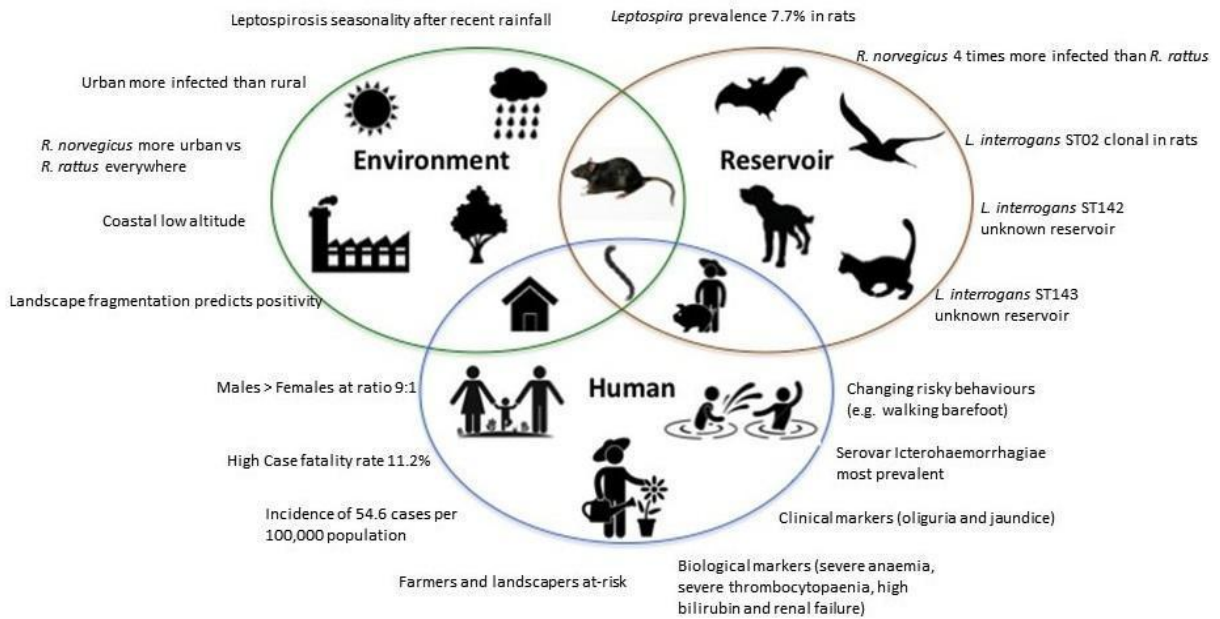 Leptospirosis seasonality after recent rainfall
Leptospira prevalence 7.7% in rats
R. norvegicus 4 times more infected than R. rattus
Urban more infected than rural
R. norvegicus more urban vs
R. rattus everywhere
Environment
Reservoir
L. interrogans ST02 clonal in rats
Coastal low altitude
L. interrogans ST142
unknown reservoir
Landscape fragmentation predicts positivity
L. interrogans ST143
unknown reservoir
Males > Females at ratio 9:1
Human
Changing risky behaviours
(e.g. walking barefoot)
High Case fatality rate 11.2%
Serovar Icterohaemorrhagiae
most prevalent
Incidence of 54.6 cases per
100,000 population
Clinical markers (oliguria and jaundice)
Farmers and landscapers at-risk
Biological markers (severe anaemia,
severe thrombocytopaenia, high
bilirubin and renal failure)